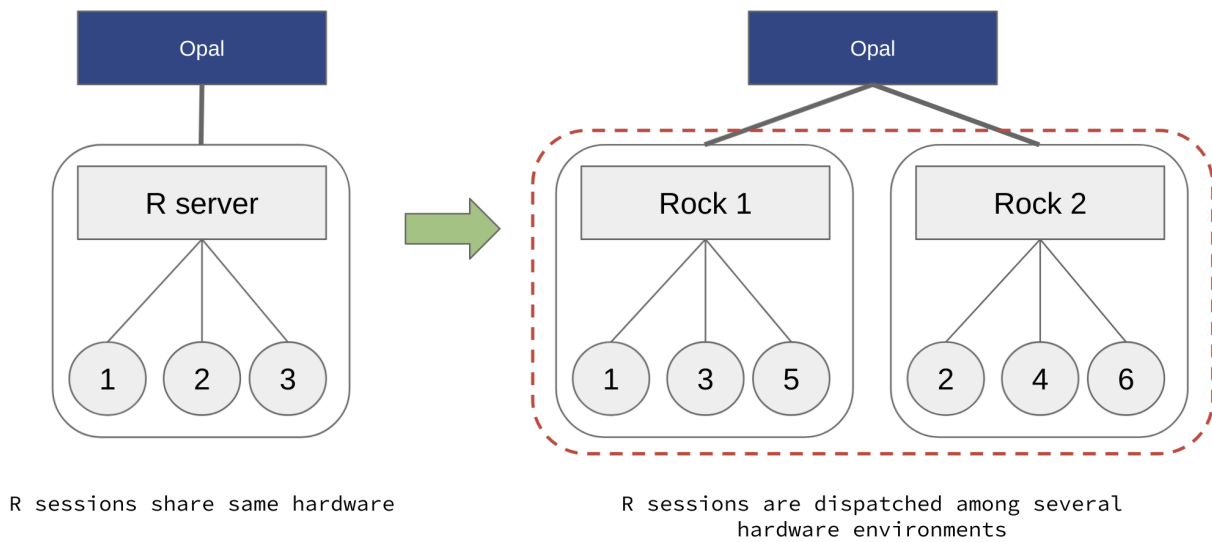 Opal
R server
1 2 3
R sessions share same hardware
Opal
Rock 1
1 3 5
Rock 2
2 4 6
R sessions are dispatched among several
hardware environments